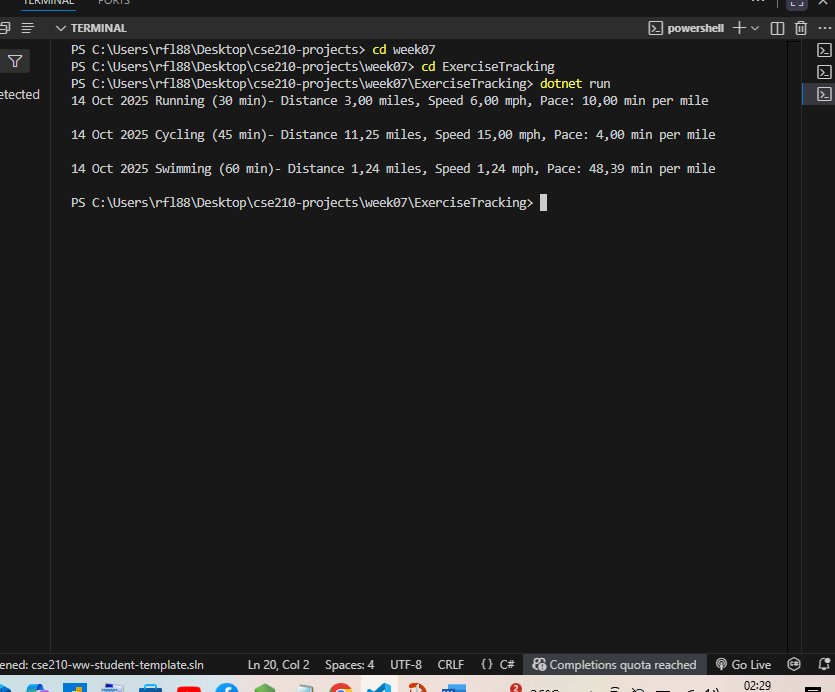 TERMINAL PORTS
TERMINAL
powershell
PS C:\Users\rfl88\Desktop\cse210-projects> cd week07
PS C:\Users\rfl88\Desktop\cse210-projects\week07> cd ExerciseTracking
PS C:\Users\rfl88\Desktop\cse210-projects\week07\ExerciseTracking> dotnet run
etected
14 Oct 2025 Running (30 min)- Distance 3,00 miles, Speed 6,00 mph, Pace: 10,00 min per mile
14 Oct 2025 Cycling (45 min)- Distance 11,25 miles, Speed 15,00 mph, Pace: 4,00 min per mile
14 Oct 2025 Swimming (60 min)- Distance 1,24 miles, Speed 1,24 mph, Pace: 48,39 min per mile
PS C:\Users\rfl88\Desktop\cse210-projects\week07\ExerciseTracking>
ened: cse210-ww-student-template.sln Ln 20, Col 2 Spaces: 4 UTF-8 CRLF {} C# Completions quota reached Go Live
2 02:29